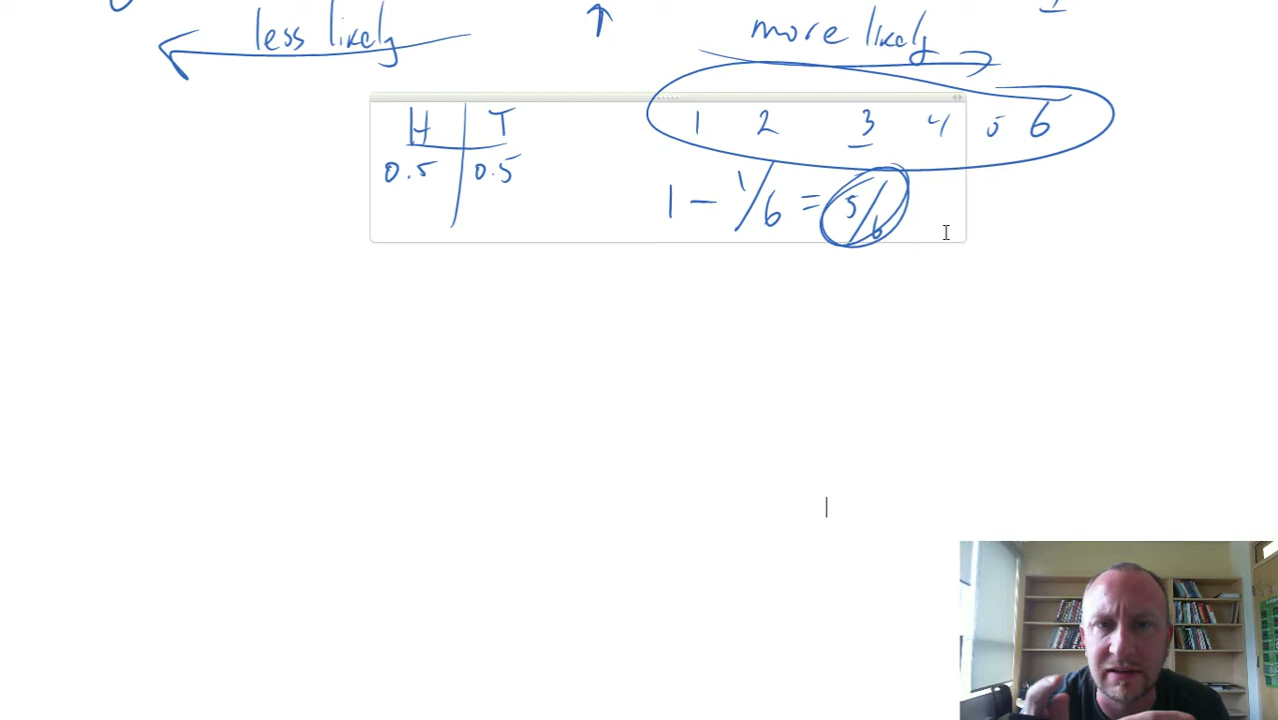 less likely ↑ more likely
H T 1 2 3 4 5 6
0.5 0.5 1 - 1/6 = 5/6